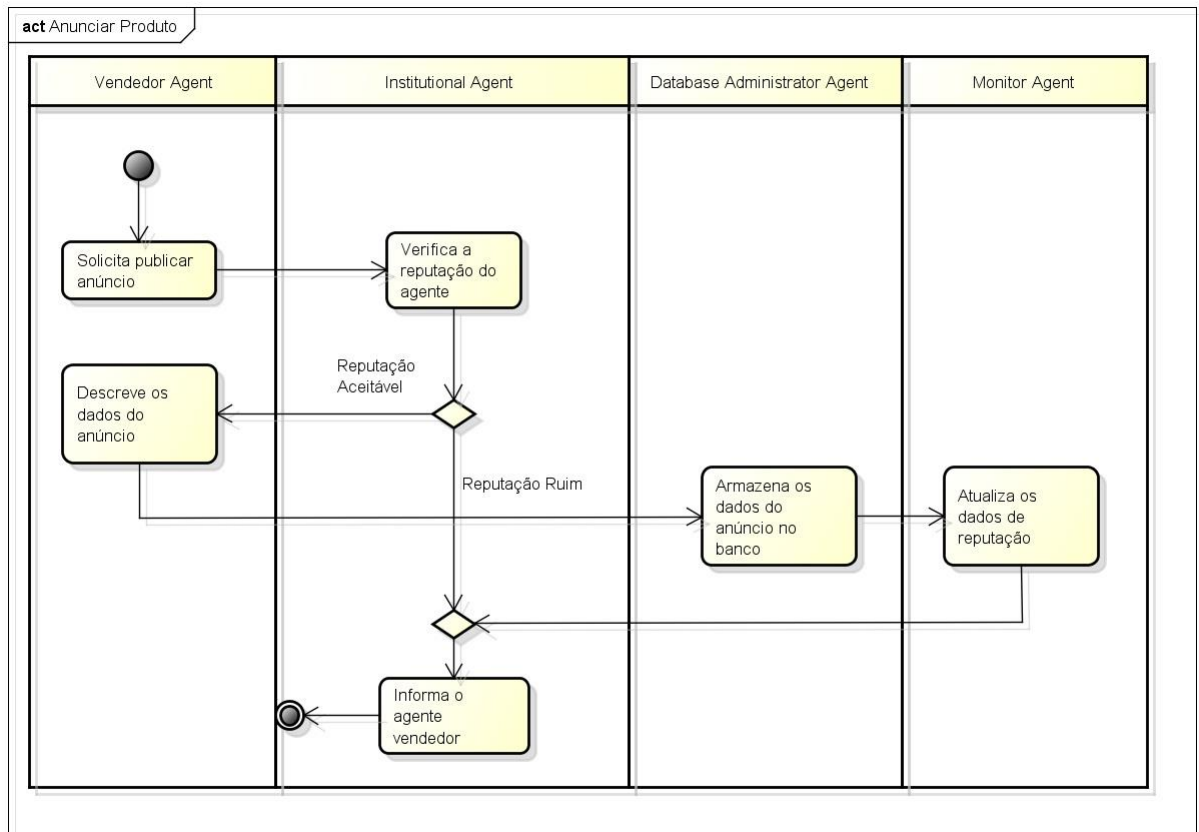 act Anunciar Produto
Vendedor Agent
Institutional Agent
Database Administrator Agent
Monitor Agent
Solicita publicar
anúncio
Verifica a
reputação do
agente
Reputação
Aceitável
Descreve os
dados do
anúncio
Reputação Ruim
Armazena os
dados do
anúncio no
banco
Atualiza os
dados de
reputação
Informa o
agente
vendedor